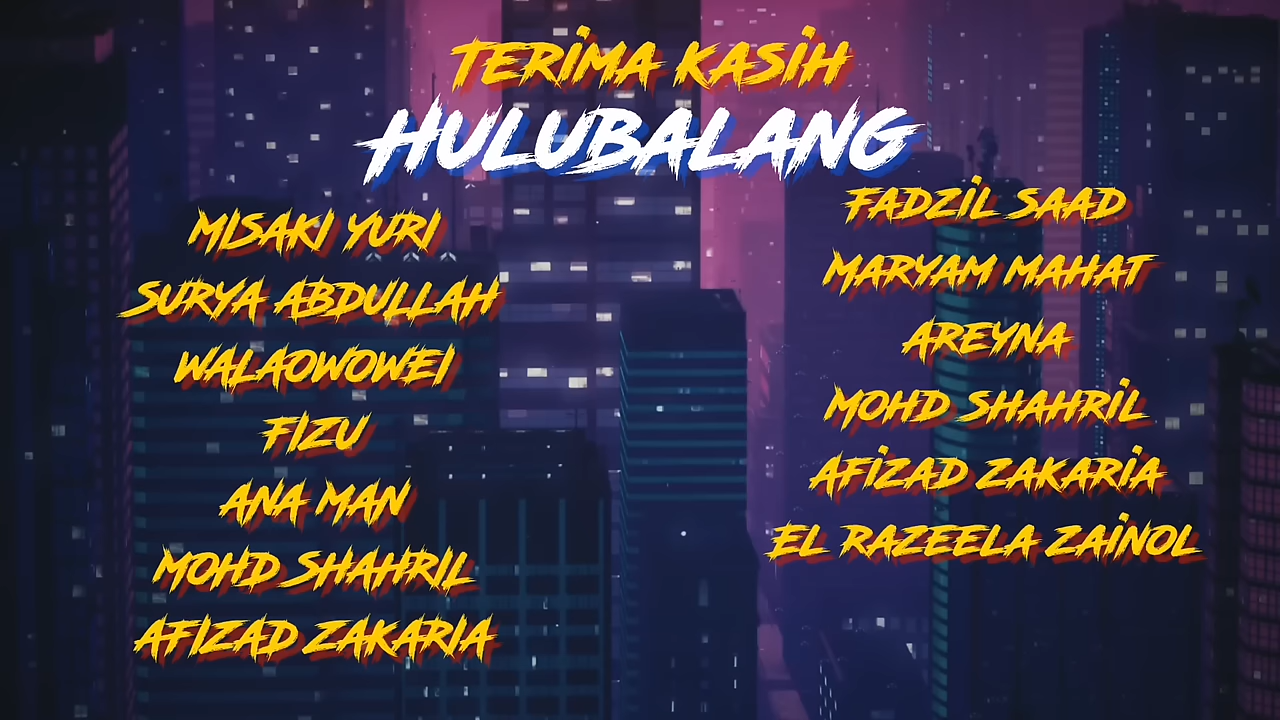 TERIMA KASIH
HULUBALANG
MISAKI YURI
SURYA ABDULLAH
WALAOWOWEI
FIZU
ANA MAN
MOHD SHAHRIL
AFIZAD ZAKARIA
FADZIL SAAD
MARYAM MAHAT
AREYNA
MOHD SHAHRIL
AFIZAD ZAKARIA
EL RAZEELA ZAINOL